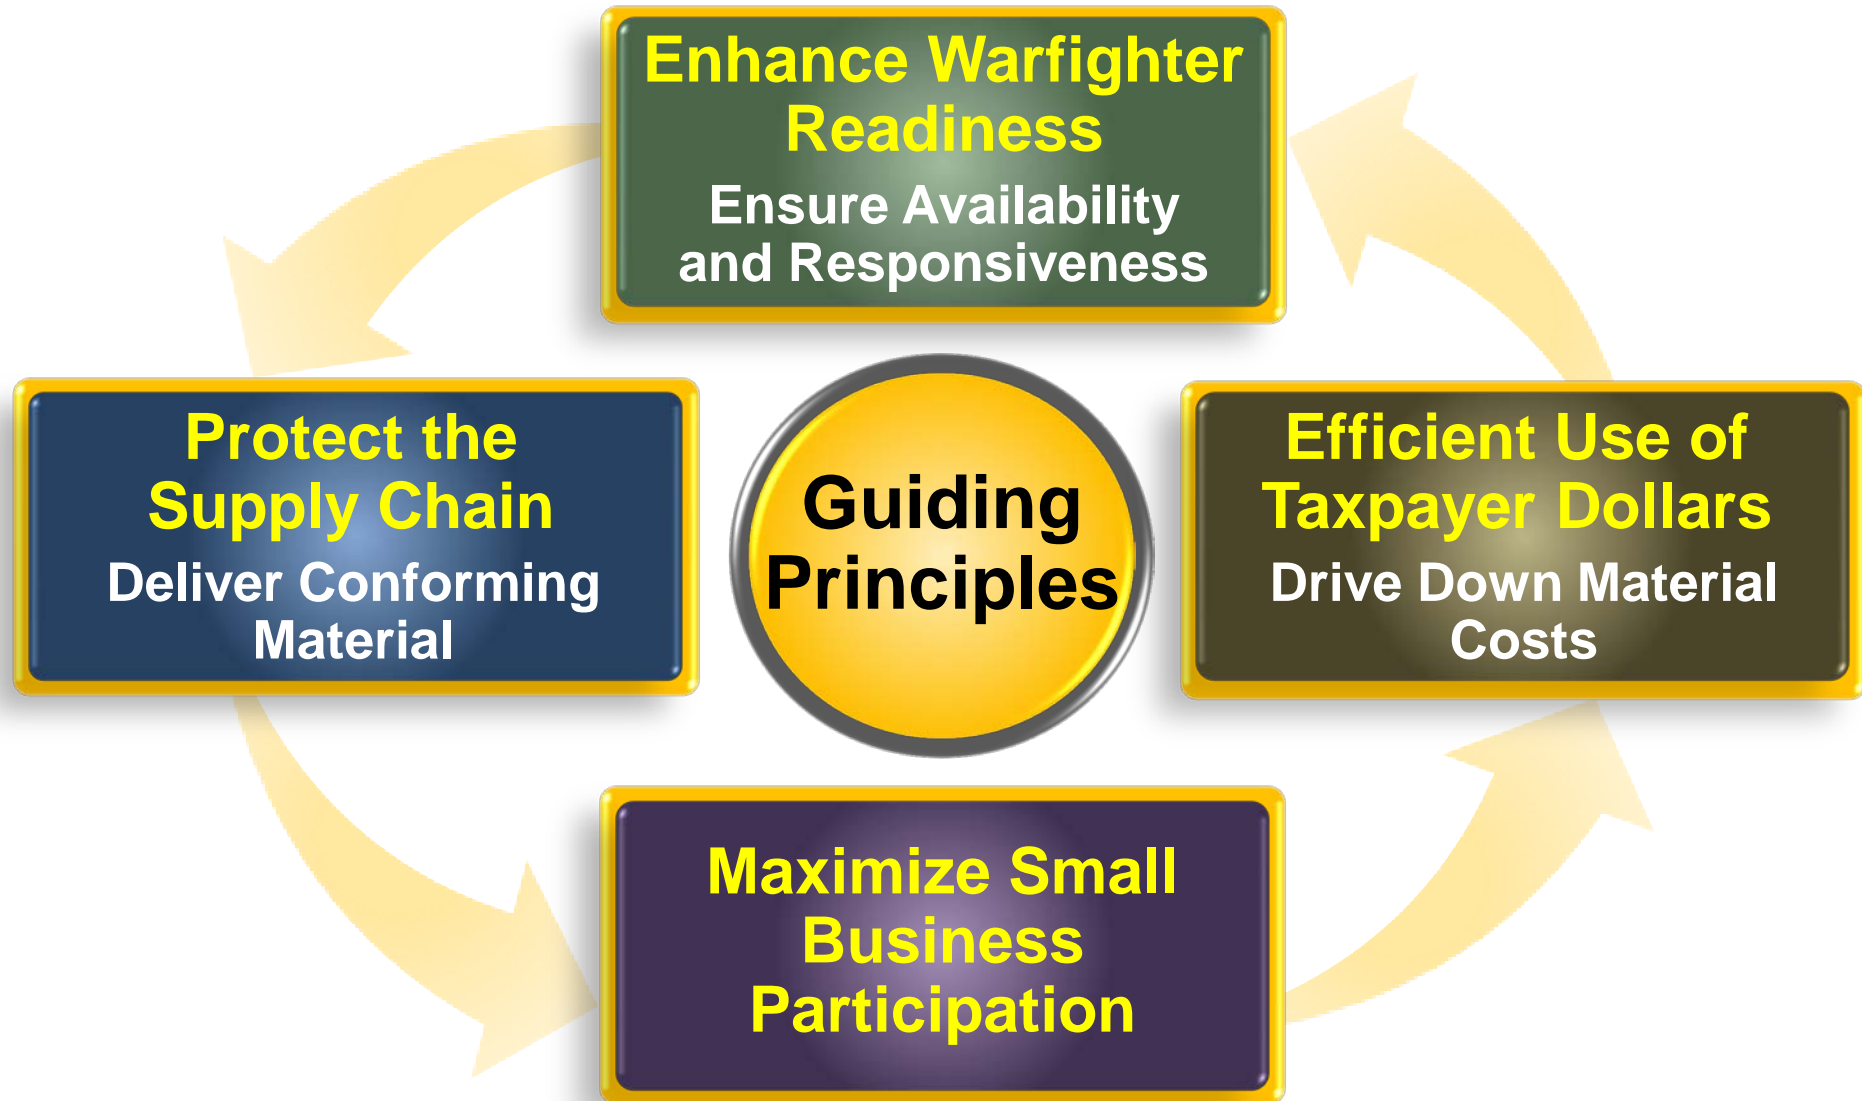 Enhance Warfighter
Readiness
Ensure Availability
and Responsiveness
Protect the
Supply Chain
Deliver Conforming
Material
Guiding
Principles
Efficient Use of
Taxpayer Dollars
Drive Down Material
Costs
Maximize Small
Business
Participation